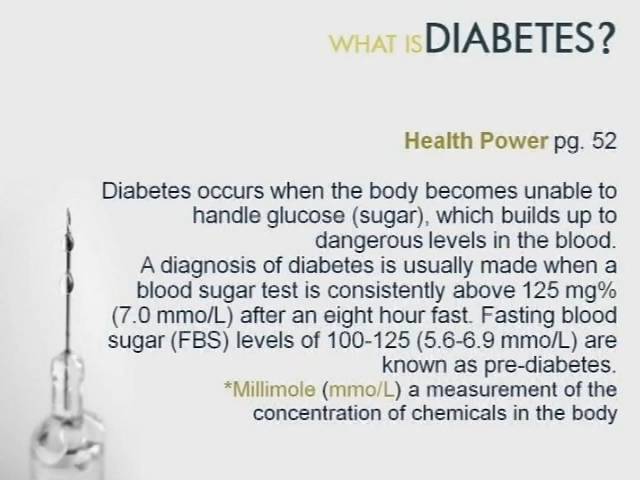 WHAT IS DIABETES?
Health Power pg. 52
Diabetes occurs when the body becomes unable to
handle glucose (sugar), which builds up to
dangerous levels in the blood.
A diagnosis of diabetes is usually made when a
blood sugar test is consistently above 125 mg%
(7.0 mmo/L) after an eight hour fast. Fasting blood
sugar (FBS) levels of 100-125 (5.6-6.9 mmo/L) are
known as pre-diabetes.
*Millimole (mmo/L) a measurement of the
concentration of chemicals in the body